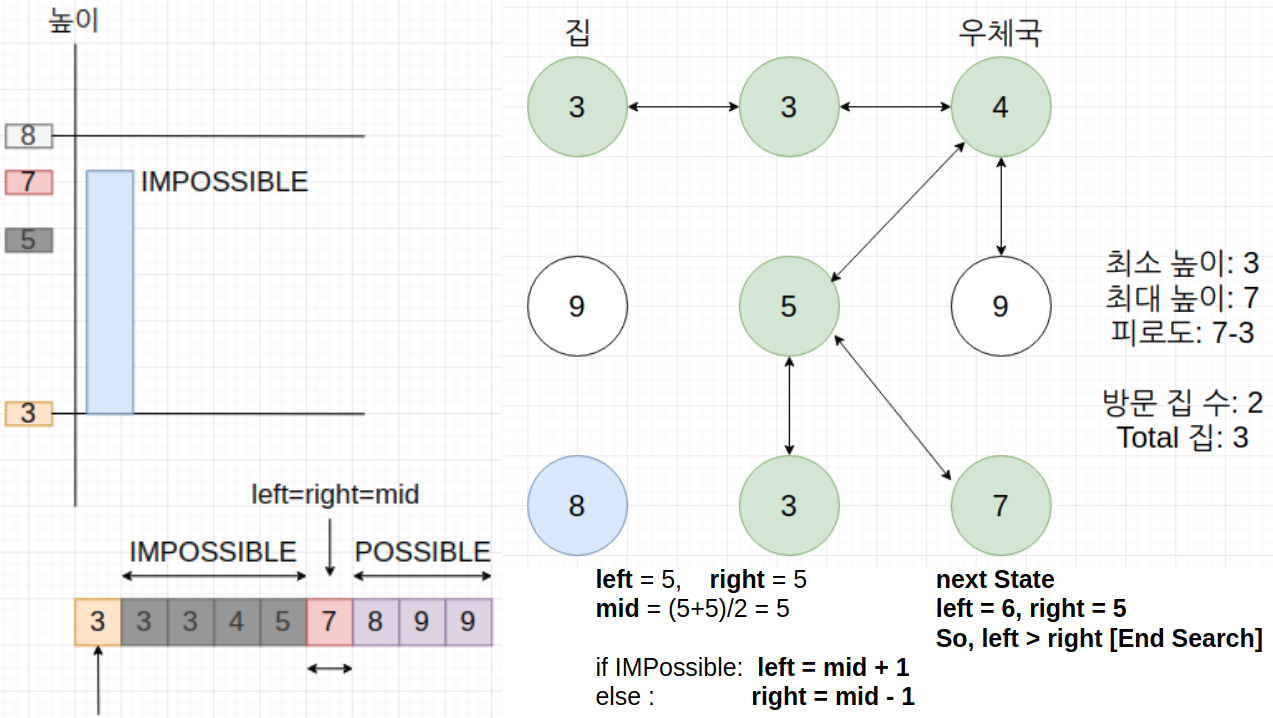 높이
8
7
IMPOSSIBLE
5
3
left=right=mid
IMPOSSIBLE
POSSIBLE
3 3 3 4 5 7 8 9 9
집
우체국
3 3 4
9 5 9
8 3 7
최소 높이: 3
최대 높이: 7
피로도: 7-3
방문 집 수: 2
Total 집: 3
left = 5, right = 5
mid = (5+5)/2 = 5
if IMPossible: left = mid + 1
else : right = mid - 1
next State
left = 6, right = 5
So, left > right [End Search]